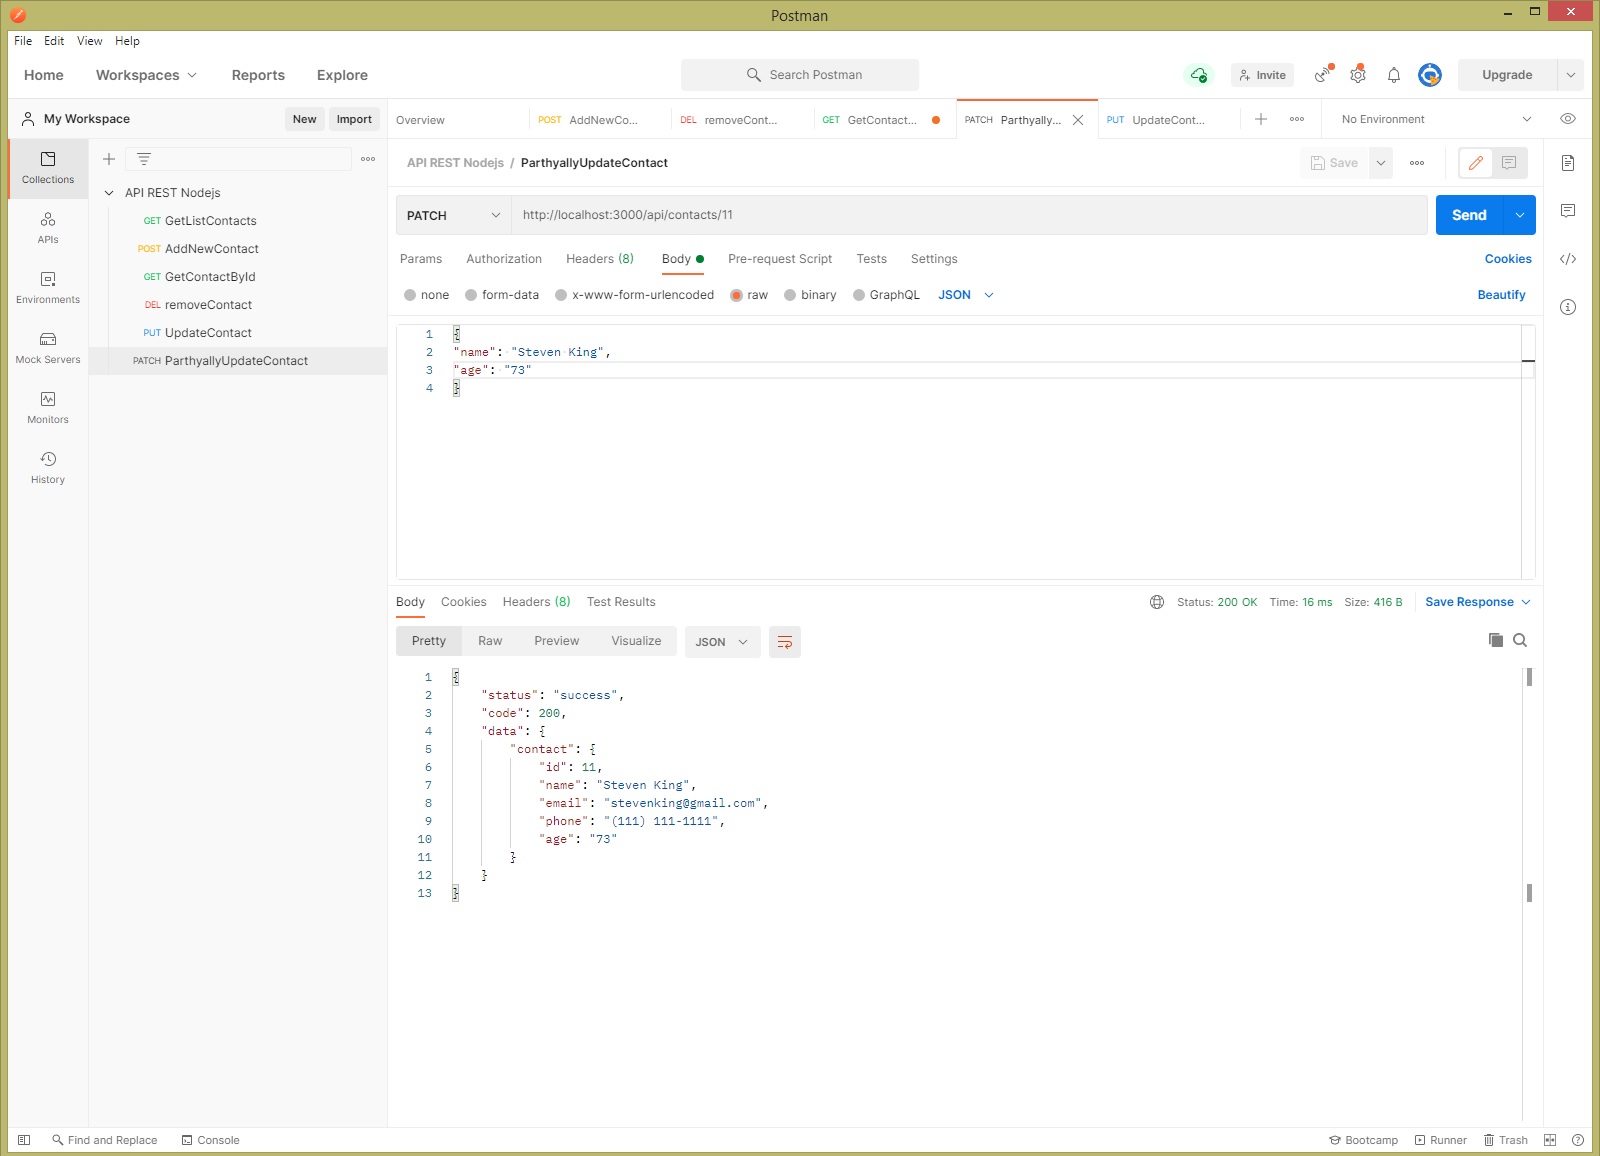 Postman
File Edit View Help
Home Workspaces Reports Explore Search Postman Invite Upgrade
My Workspace New Import Overview POST AddNewCo... DEL removeCont... GET GetContact... PATCH Parthyally... PUT UpdateCont... No Environment
API REST Nodejs / ParthyallyUpdateContact Save
Collections
APIs
Environments
Mock Servers
Monitors
History
API REST Nodejs
GET GetListContacts
POST AddNewContact
GET GetContactById
DEL removeContact
PUT UpdateContact
PATCH ParthyallyUpdateContact
PATCH http://localhost:3000/api/contacts/11 Send
Params Authorization Headers (8) Body Pre-request Script Tests Settings Cookies
none form-data x-www-form-urlencoded raw binary GraphQL JSON Beautify
1 {
2 "name": "Steven King",
3 "age": "73"
4 }
Body Cookies Headers (8) Test Results Status: 200 OK Time: 16 ms Size: 416 B Save Response
Pretty Raw Preview Visualize JSON
1 {
2 "status": "success",
3 "code": 200,
4 "data": {
5 "contact": {
6 "id": 11,
7 "name": "Steven King",
8 "email": "stevenking@gmail.com",
9 "phone": "(111) 111-1111",
10 "age": "73"
11 }
12 }
13 }
Find and Replace Console Bootcamp Runner Trash